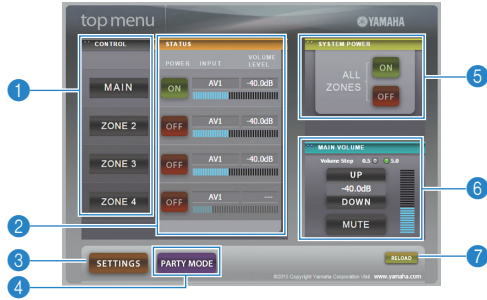 top menu
YAMAHA
CONTROL
STATUS
POWER INPUT VOLUME LEVEL
MAIN
ON AV1 -40.0dB
ZONE 2
OFF AV1 -40.0dB
ZONE 3
OFF AV1 -40.0dB
ZONE 4
OFF AV1 ---
SYSTEM POWER
ALL ZONES
ON
OFF
MAIN VOLUME
Volume Step 0.5 5.0
UP
-40.0dB
DOWN
MUTE
SETTINGS
PARTY MODE
RELOAD
©2013 Copyright Yamaha Corporation Visit www.yamaha.com
1
2
3
4
5
6
7